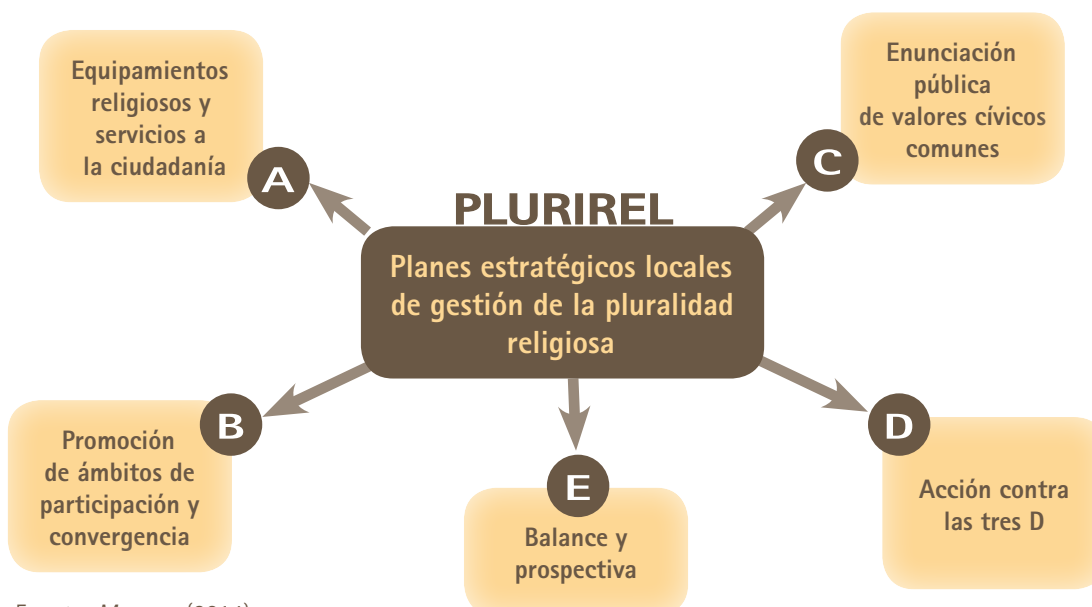 Equipamientos
religiosos y
servicios a
la ciudadanía
A
Enunciación
pública
de valores cívicos
comunes
C
PLURIREL
Planes estratégicos locales
de gestión de la pluralidad
religiosa
B
Promoción
de ámbitos de
participación y
convergencia
E
Balance y
prospectiva
D
Acción contra
las tres D